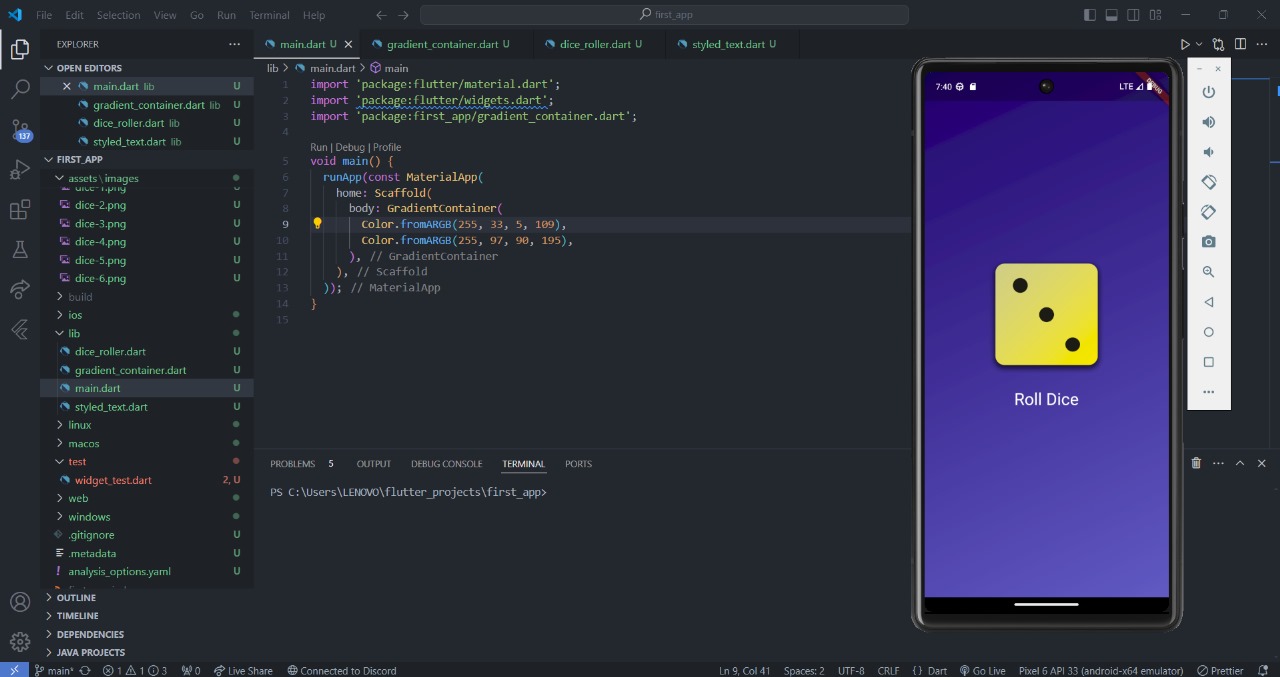 File Edit Selection View Go Run Terminal Help
first_app
EXPLORER
OPEN EDITORS
main.dart lib U
gradient_container.dart lib U
dice_roller.dart lib U
styled_text.dart lib U
137
FIRST_APP
assets\images
dice-1.png
dice-2.png
dice-3.png
dice-4.png
dice-5.png
dice-6.png
build
ios
lib
dice_roller.dart U
gradient_container.dart U
main.dart U
styled_text.dart U
linux
macos
test
widget_test.dart 2, U
web
windows
.gitignore U
.metadata U
analysis_options.yaml U
OUTLINE
TIMELINE
DEPENDENCIES
JAVA PROJECTS
main.dart U gradient_container.dart U dice_roller.dart U styled_text.dart U
lib > main.dart > main
1 import 'package:flutter/material.dart';
2 import 'package:flutter/widgets.dart';
3 import 'package:first_app/gradient_container.dart';
4
Run | Debug | Profile
5 void main() {
6 runApp(const MaterialApp(
7 home: Scaffold(
8 body: GradientContainer(
9 Color.fromARGB(255, 33, 5, 109),
10 Color.fromARGB(255, 97, 90, 195),
11 ), // GradientContainer
12 ), // Scaffold
13 )); // MaterialApp
14 }
15
PROBLEMS 5 OUTPUT DEBUG CONSOLE TERMINAL PORTS
PS C:\Users\LENOVO\flutter_projects\first_app>
7:40 LTE
DEBUG
Roll Dice
main* 1 1 3 0 Live Share Connected to Discord Ln 9, Col 41 Spaces: 2 UTF-8 CRLF {} Dart Go Live Pixel 6 API 33 (android-x64 emulator) Prettier